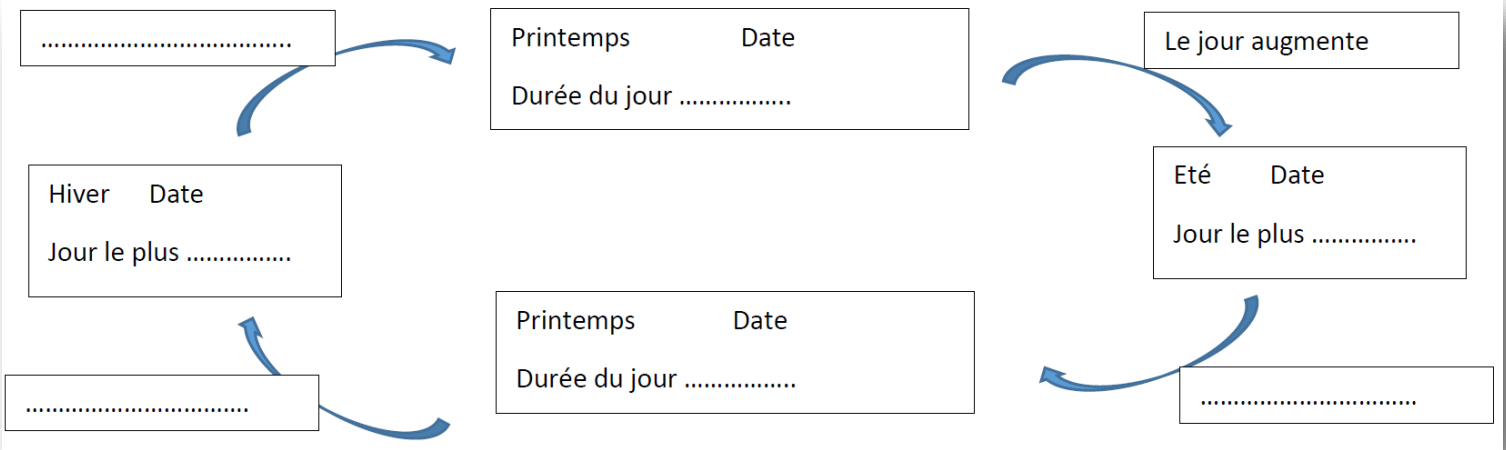 ………………………………..
Printemps Date
Durée du jour ……………..
Le jour augmente
Hiver Date
Jour le plus …………….
Eté Date
Jour le plus …………….
Printemps Date
Durée du jour ……………..
…………………………….
……………………………